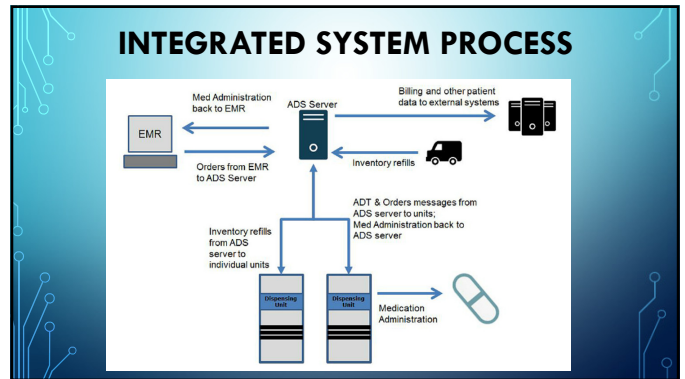 INTEGRATED SYSTEM PROCESS
Med Administration
back to EMR
ADS Server
Billing and other patient
data to external systems
EMR
Orders from EMR
to ADS Server
Inventory refills
ADT & Orders messages from
ADS server to units;
Med Administration back to
ADS server
Inventory refills
from ADS
server to
individual units
Dispensing
Unit
Dispensing
Unit
Medication
Administration